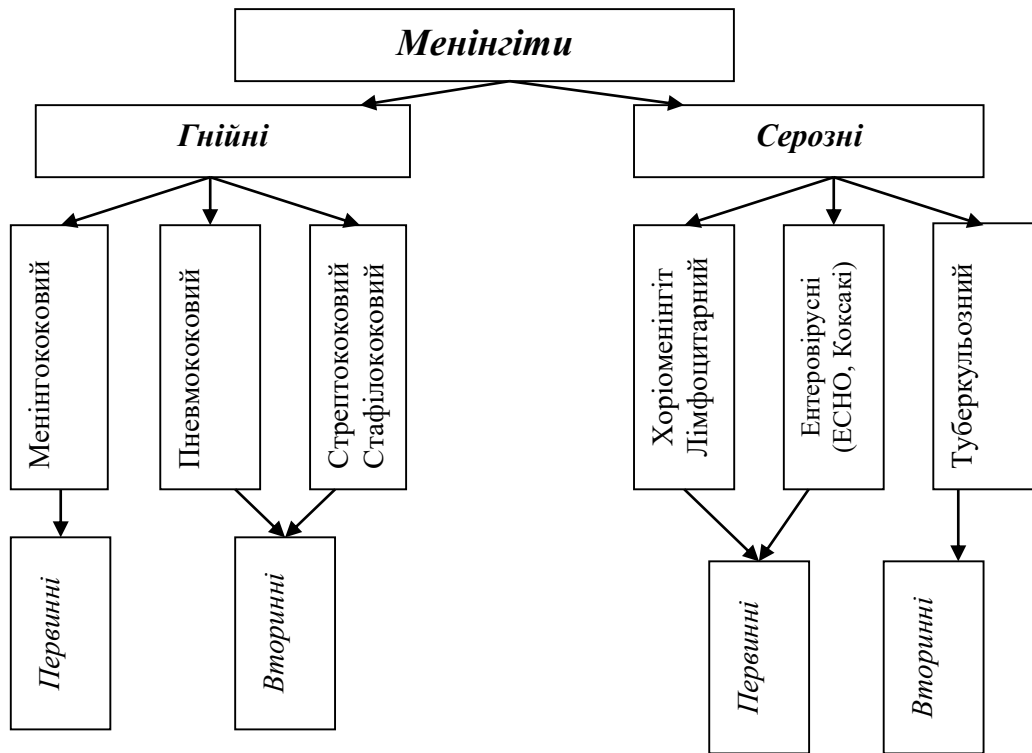 Менінгіти
Гнійні
Серозні
Менінгококовий
Пневмококовий
Стрептококовий
Стафілококовий
Хоріоменінгіт
Лімфоцитарний
Ентеровірусні
(ЕСНО, Коксакі)
Туберкульозний
Первинні
Вторинні
Первинні
Вторинні